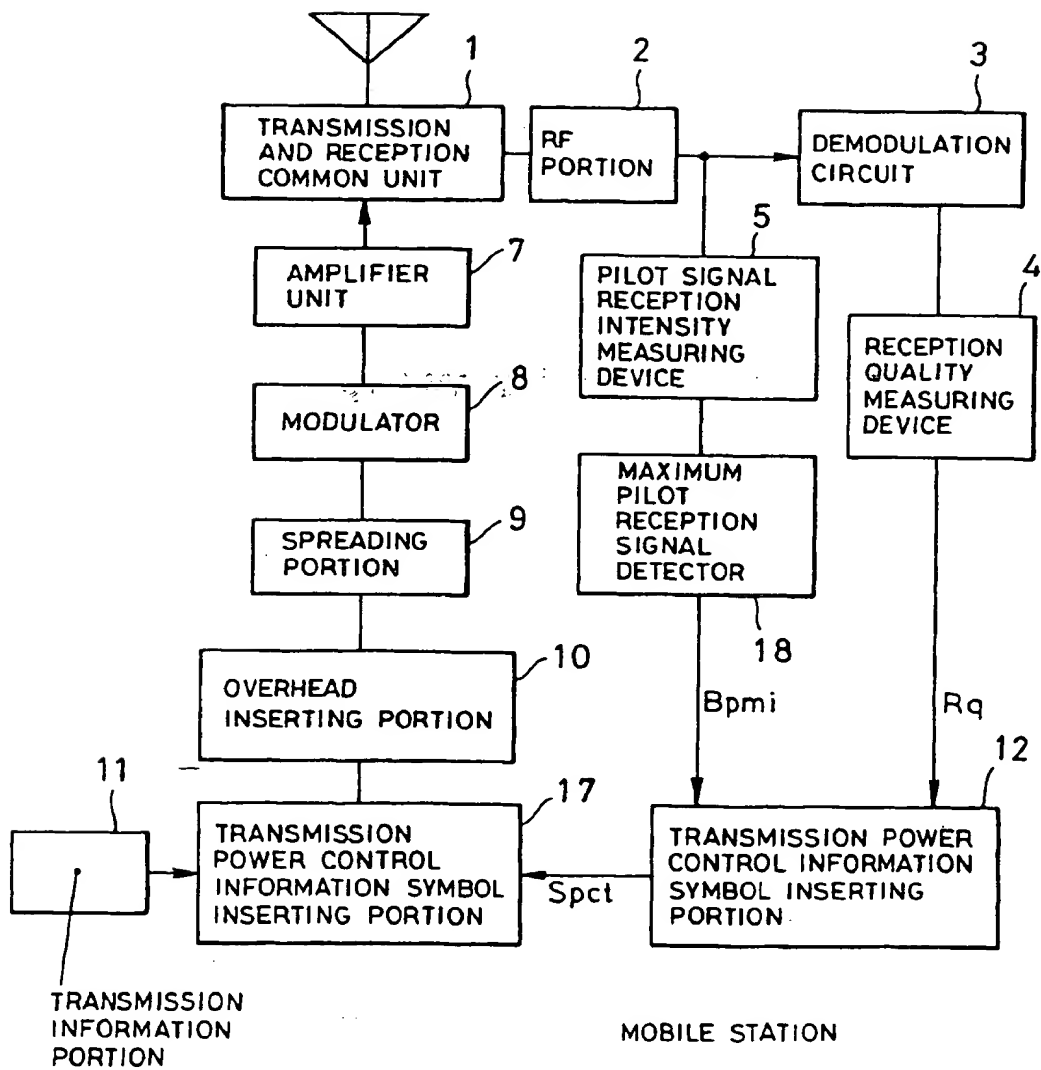 1
TRANSMISSION
AND RECEPTION
COMMON UNIT
2
RF
PORTION
3
DEMODULATION
CIRCUIT
7
AMPLIFIER
UNIT
5
PILOT SIGNAL
RECEPTION
INTENSITY
MEASURING
DEVICE
4
RECEPTION
QUALITY
MEASURING
DEVICE
8
MODULATOR
MAXIMUM
PILOT
RECEPTION
SIGNAL
DETECTOR
18
9
SPREADING
PORTION
10
OVERHEAD
INSERTING PORTION
Bpmi
Rq
11
17
TRANSMISSION
POWER CONTROL
INFORMATION SYMBOL
INSERTING PORTION
Spct
12
TRANSMISSION POWER
CONTROL INFORMATION
SYMBOL INSERTING
PORTION
TRANSMISSION
INFORMATION
PORTION
MOBILE STATION